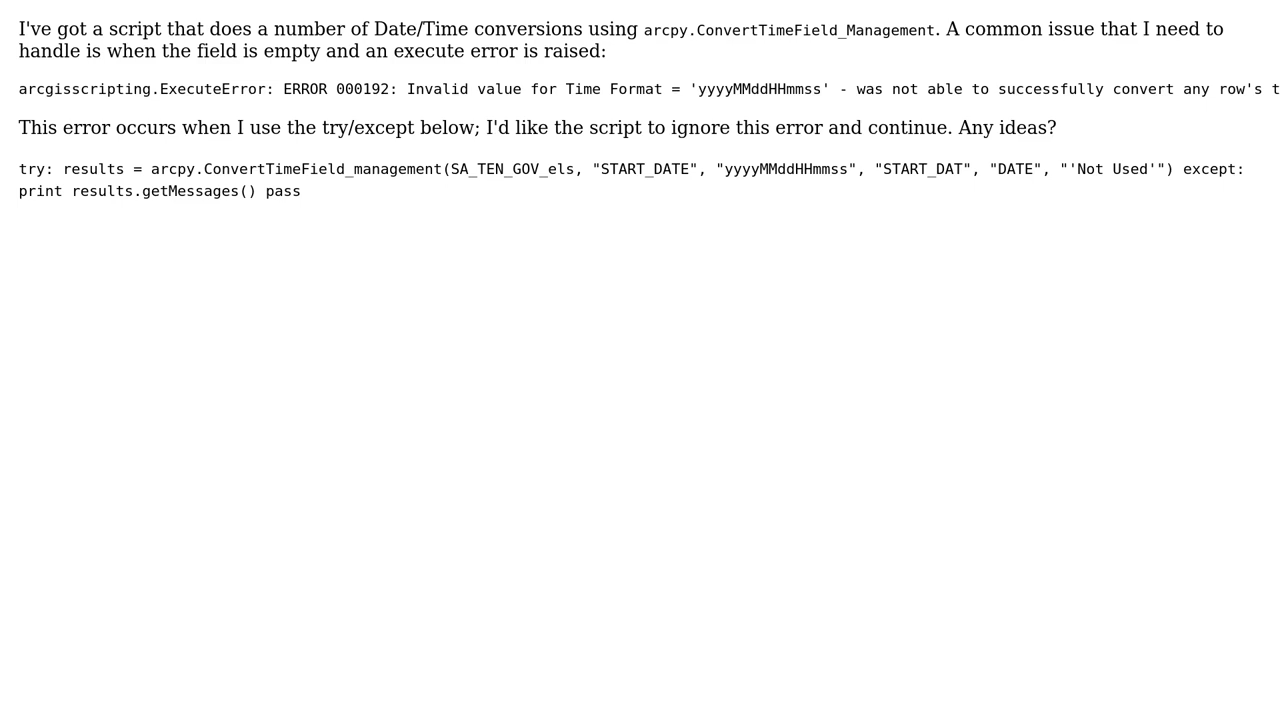 I've got a script that does a number of Date/Time conversions using arcpy.ConvertTimeField_Management. A common issue that I need to
handle is when the field is empty and an execute error is raised:
arcgisscripting.ExecuteError: ERROR 000192: Invalid value for Time Format = 'yyyyMMddHHmmss' - was not able to successfully convert any row's
This error occurs when I use the try/except below; I'd like the script to ignore this error and continue. Any ideas?
try: results = arcpy.ConvertTimeField_management(SA_TEN_GOV_els, "START_DATE", "yyyyMMddHHmmss", "START_DAT", "DATE", "'Not Used'") except:
print results.getMessages() pass